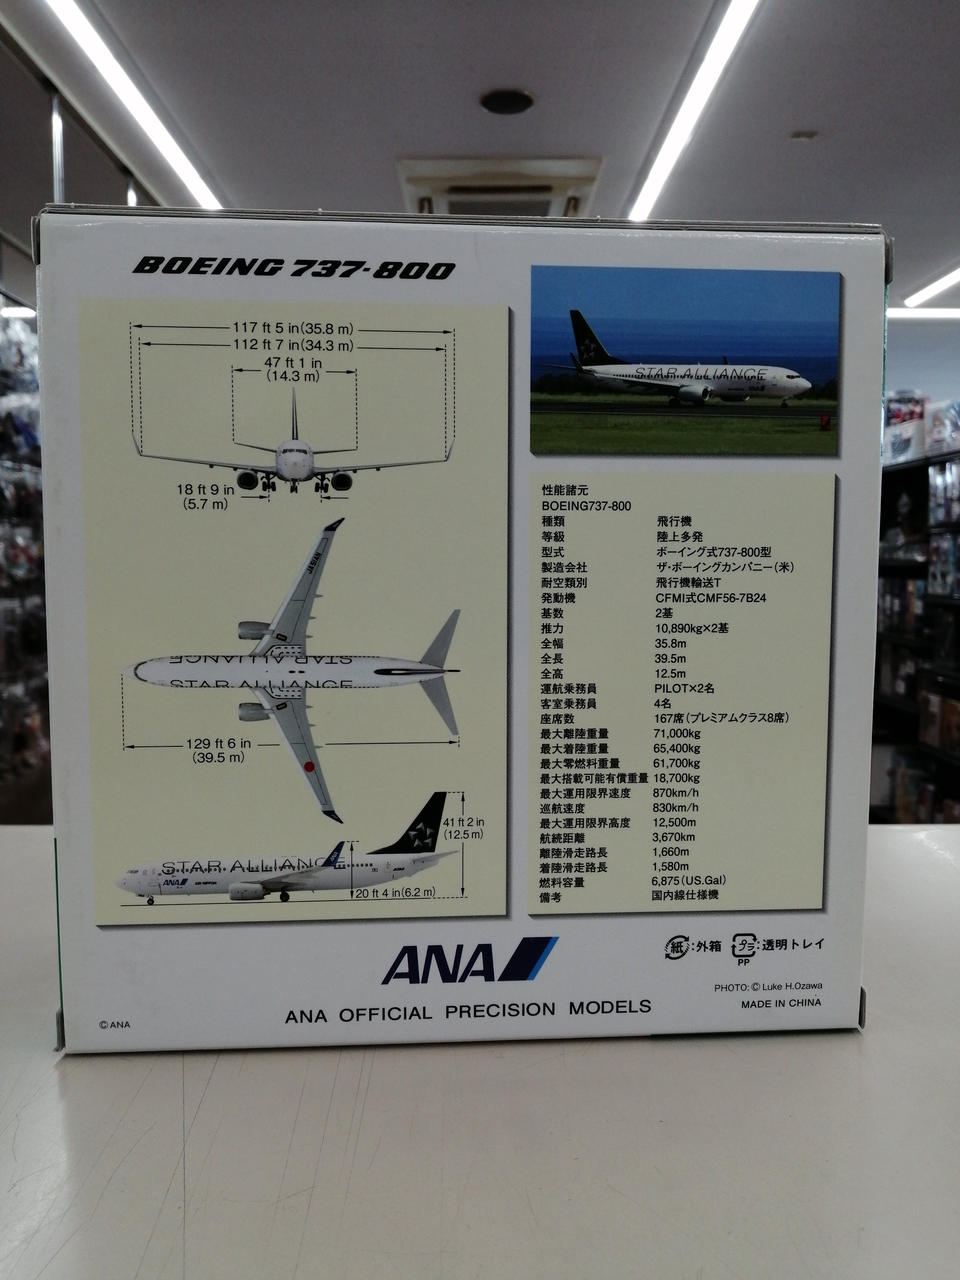 BOEING 737-800
117 ft 5 in(35.8 m)
112 ft 7 in(34.3 m)
47 ft 1 in
(14.3 m)
18 ft 9 in
(5.7 m)
STAR ALLIANCE
STAR ALLIANCE
129 ft 6 in
(39.5 m)
41 ft 2 in
(12.5 m)
STAR ALLIANCE
ANA
AIR NIPPON
20 ft 4 in(6.2 m)
STAR ALLIANCE
ANA
性能諸元
BOEING737-800
種類 飛行機
等級 陸上多発
型式 ボーイング式737-800型
製造会社 ザ・ボーイングカンパニー(米)
耐空類別 飛行機輸送T
発動機 CFMI式CMF56-7B24
基数 2基
推力 10,890kg×2基
全幅 35.8m
全長 39.5m
全高 12.5m
運航乗務員 PILOT×2名
客室乗務員 4名
座席数 167席(プレミアムクラス8席)
最大離陸重量 71,000kg
最大着陸重量 65,400kg
最大零燃料重量 61,700kg
最大搭載可能有償重量 18,700kg
最大運用限界速度 870km/h
巡航速度 830km/h
最大運用限界高度 12,500m
航続距離 3,670km
離陸滑走路長 1,660m
着陸滑走路長 1,580m
燃料容量 6,875(US.Gal)
備考 国内線仕様機
ANA
紙:外箱 プラ:透明トレイ
PP
ANA OFFICIAL PRECISION MODELS
PHOTO:© Luke H.Ozawa
MADE IN CHINA
© ANA